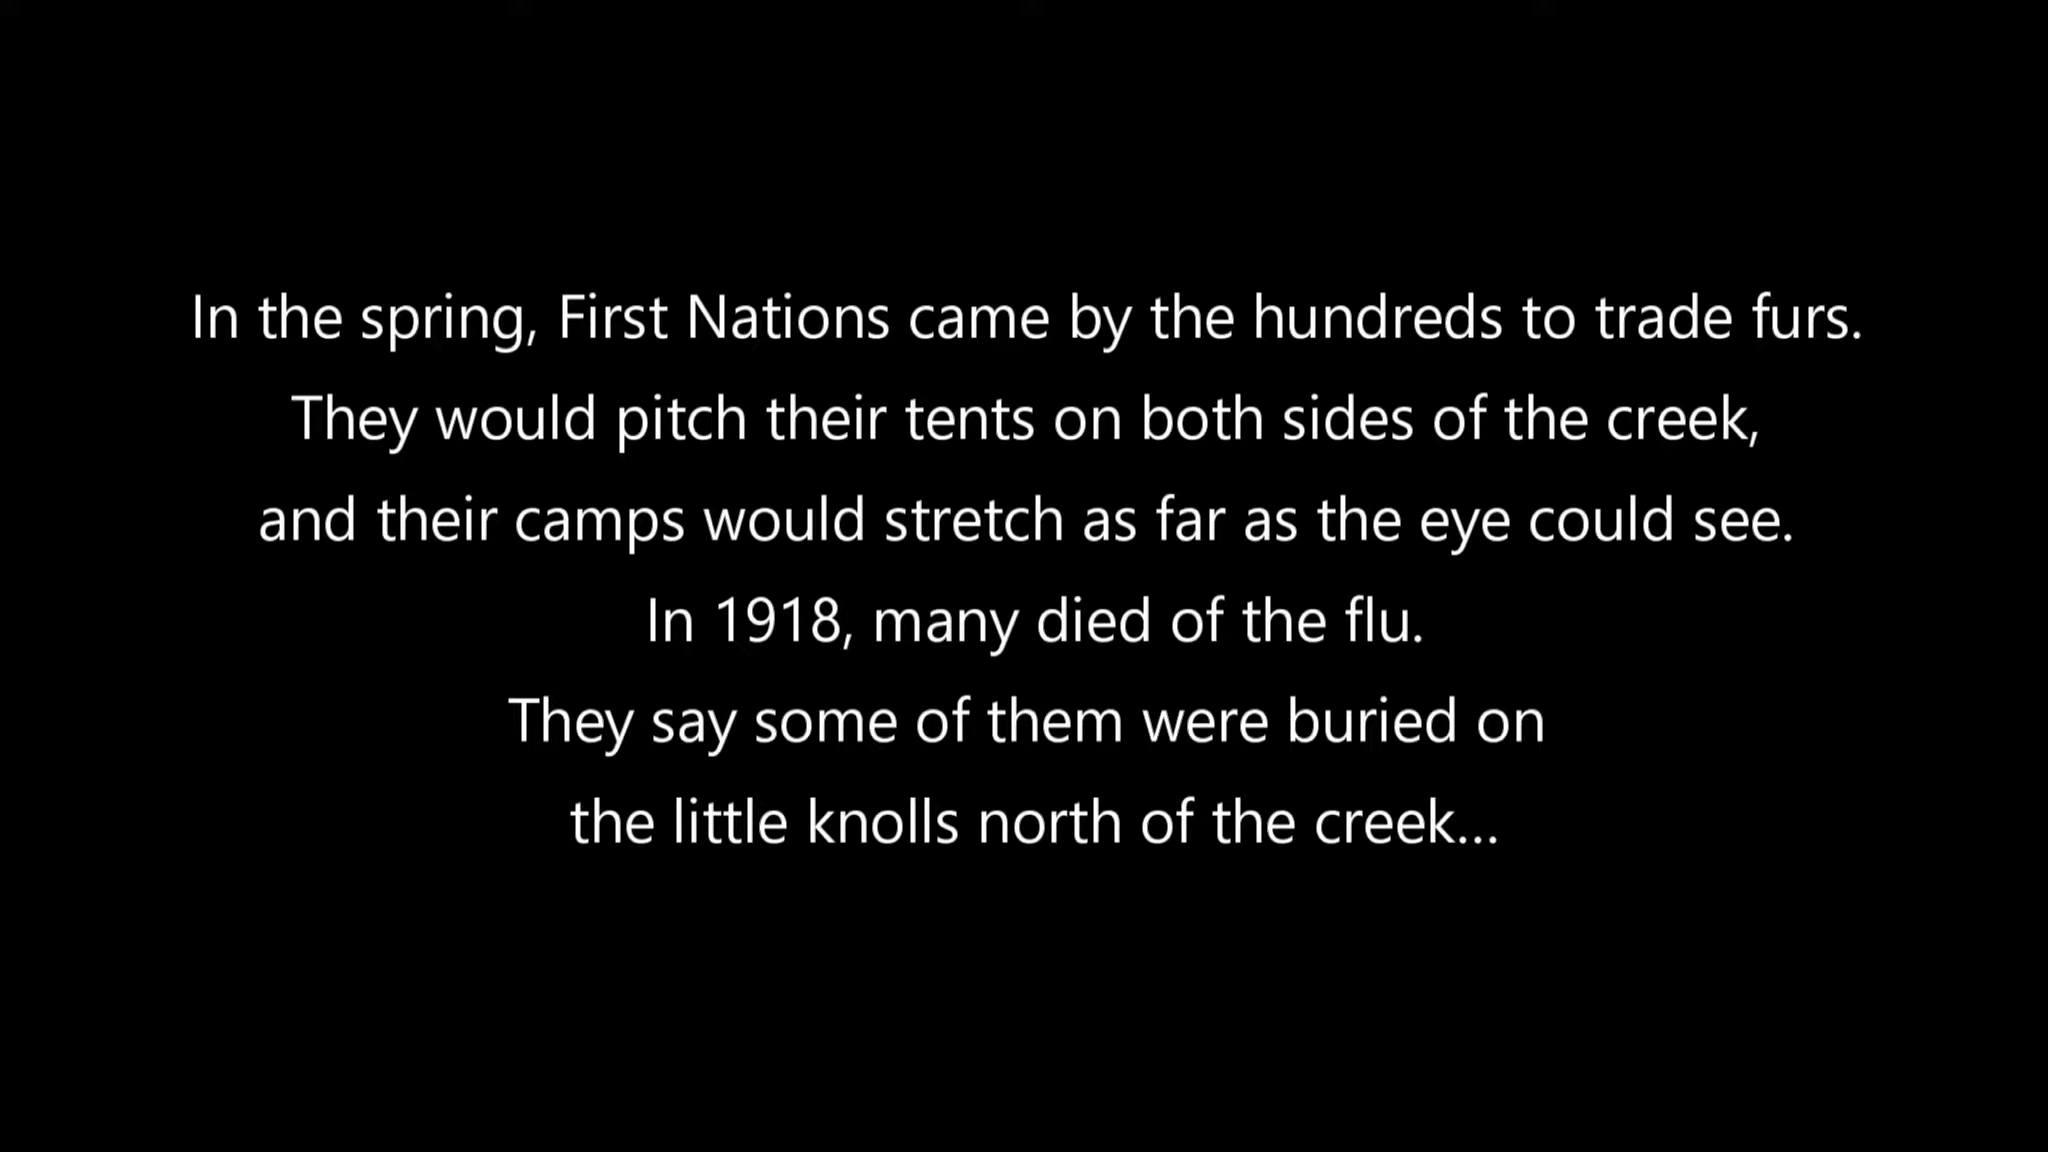 In the spring, First Nations came by the hundreds to trade furs.
They would pitch their tents on both sides of the creek,
and their camps would stretch as far as the eye could see.
In 1918, many died of the flu.
They say some of them were buried on
the little knolls north of the creek...